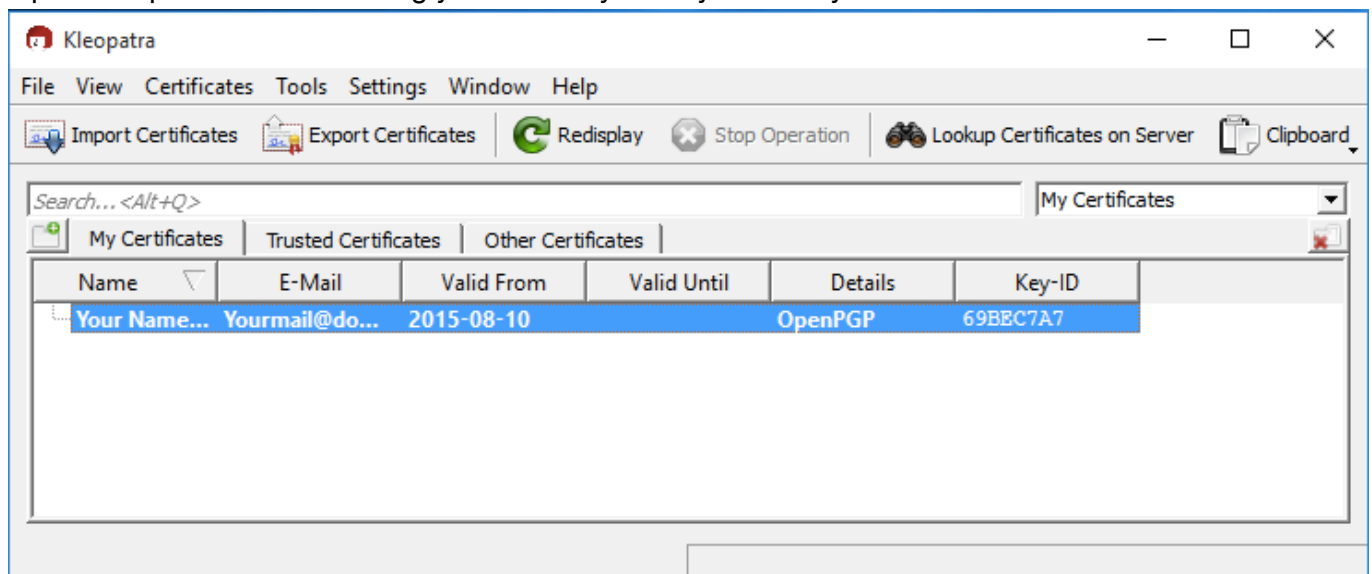 Kleopatra
File View Certificates Tools Settings Window Help
Import Certificates Export Certificates Redisplay Stop Operation Lookup Certificates on Server Clipboard
Search...<Alt+Q> My Certificates
My Certificates Trusted Certificates Other Certificates
Name E-Mail Valid From Valid Until Details Key-ID
Your Name... Yourmail@do... 2015-08-10 OpenPGP 69BEC7A7